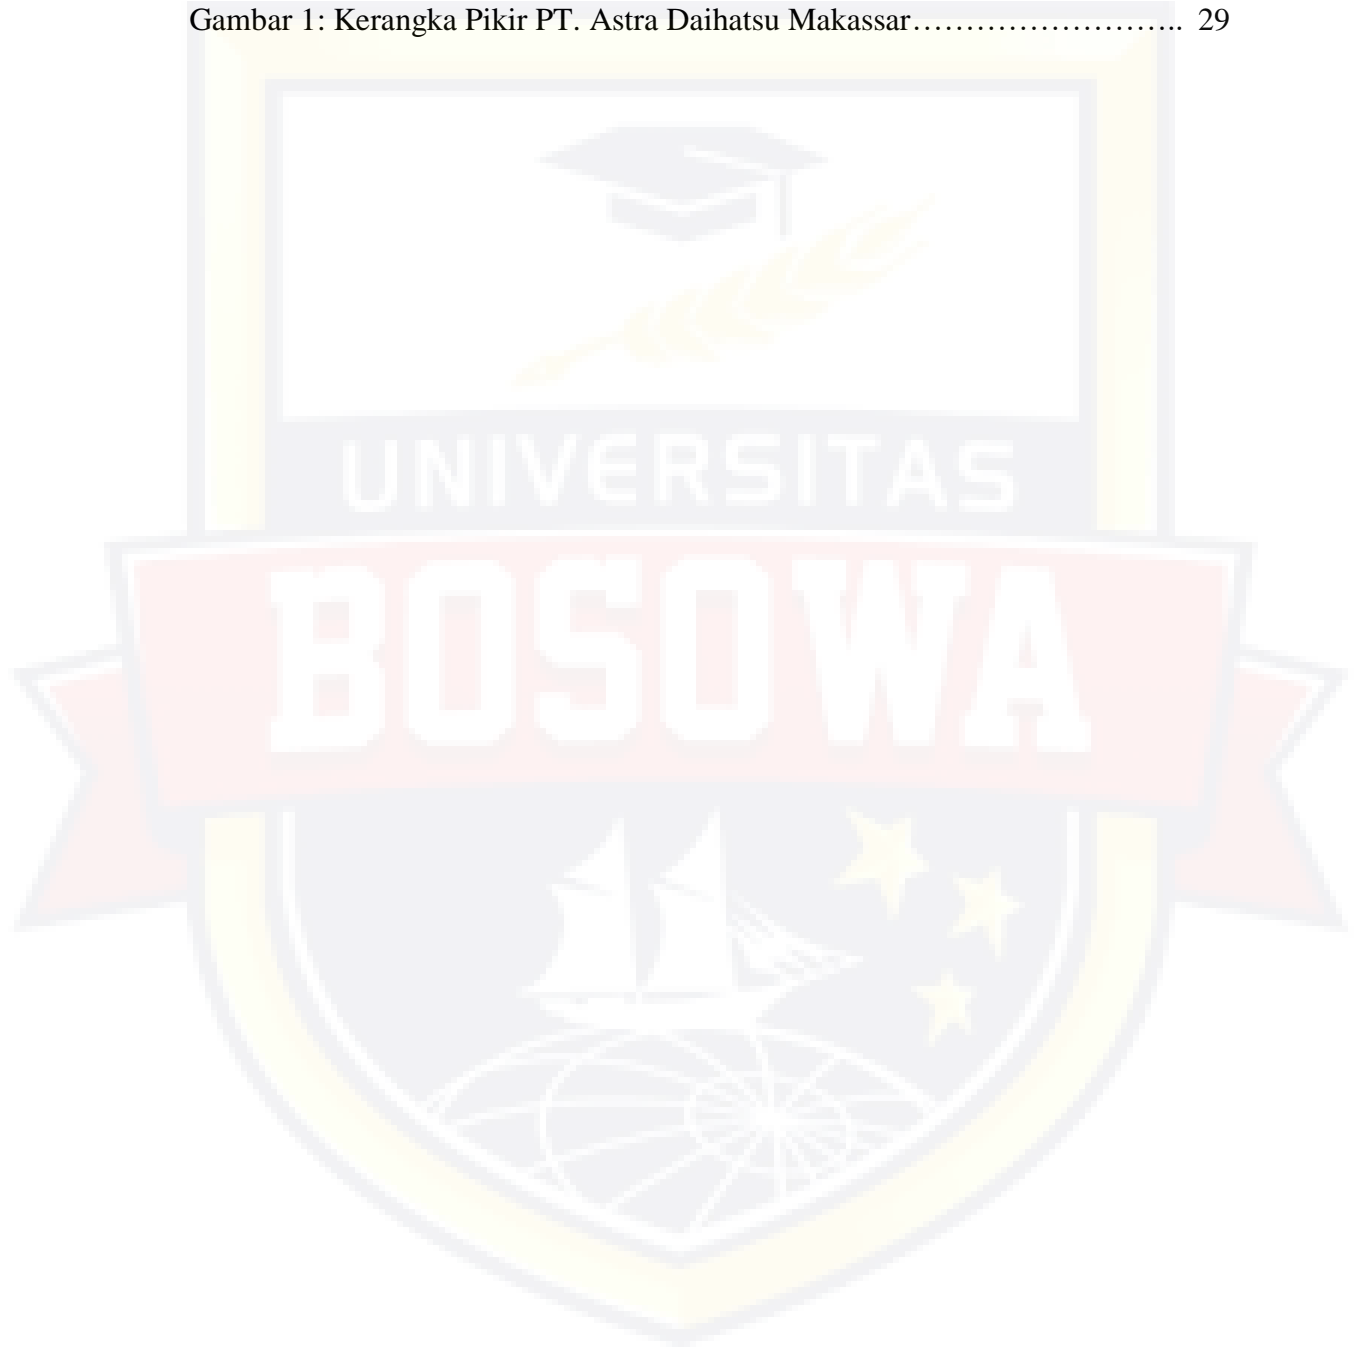 Gambar 1: Kerangka Pikir PT. Astra Daihatsu Makassar…………………….. 29
UNIVERSITAS
BOSOWA